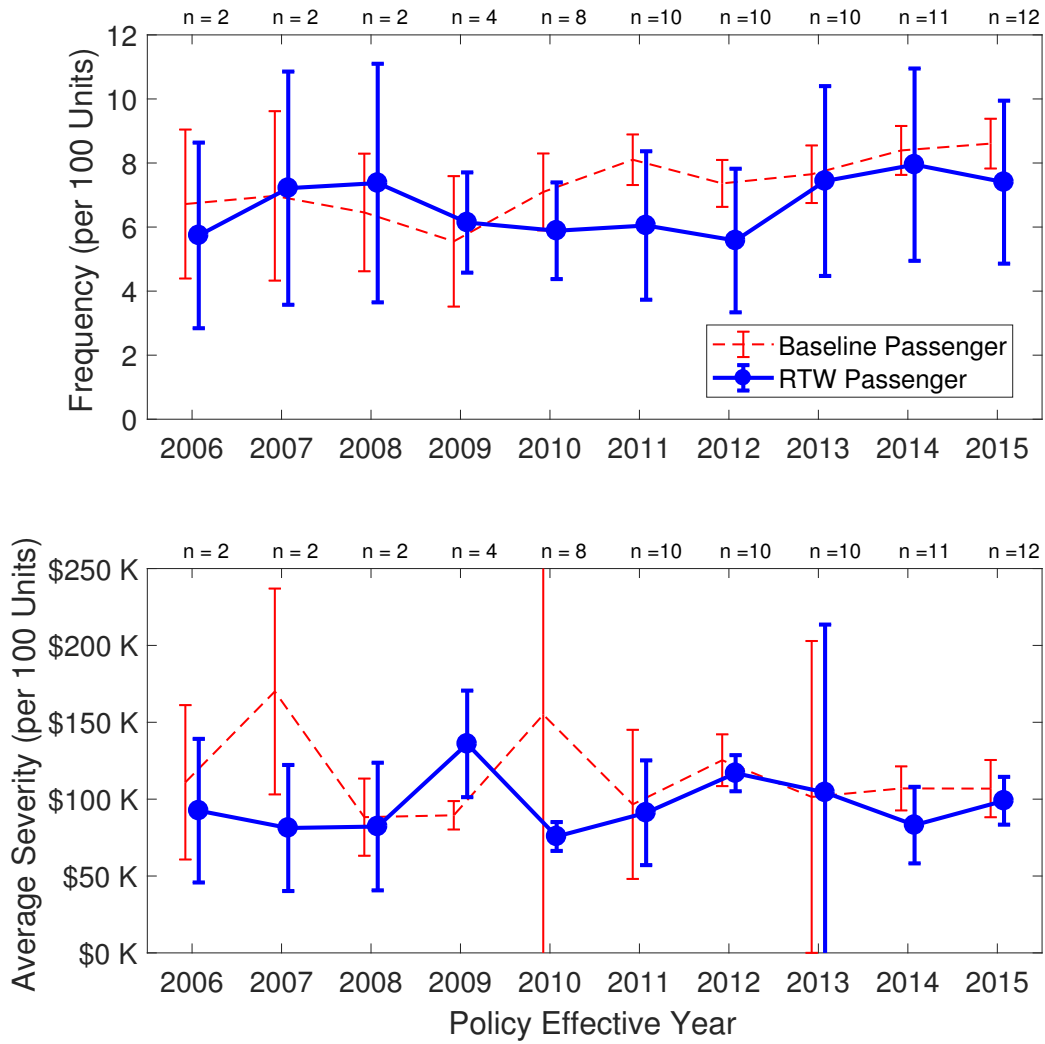 n = 2 n = 2 n = 2 n = 4 n = 8 n =10 n =10 n =10 n =11 n =12
12
10
8
6
4
2
0
Frequency (per 100 Units)
Baseline Passenger
RTW Passenger
2006 2007 2008 2009 2010 2011 2012 2013 2014 2015
n = 2 n = 2 n = 2 n = 4 n = 8 n =10 n =10 n =10 n =11 n =12
$250 K
$200 K
$150 K
$100 K
$50 K
$0 K
Average Severity (per 100 Units)
2006 2007 2008 2009 2010 2011 2012 2013 2014 2015
Policy Effective Year